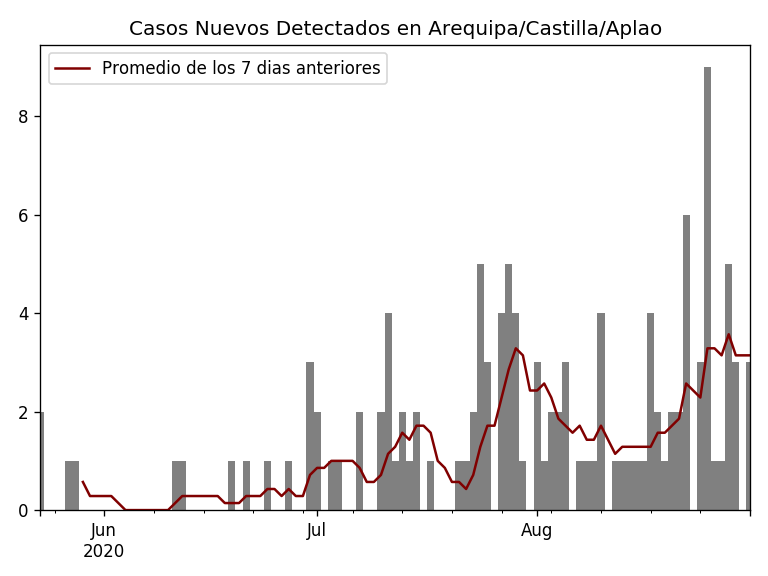 Casos Nuevos Detectados en Arequipa/Castilla/Aplao
Promedio de los 7 dias anteriores
8
6
4
2
0
Jun
2020
Jul
Aug